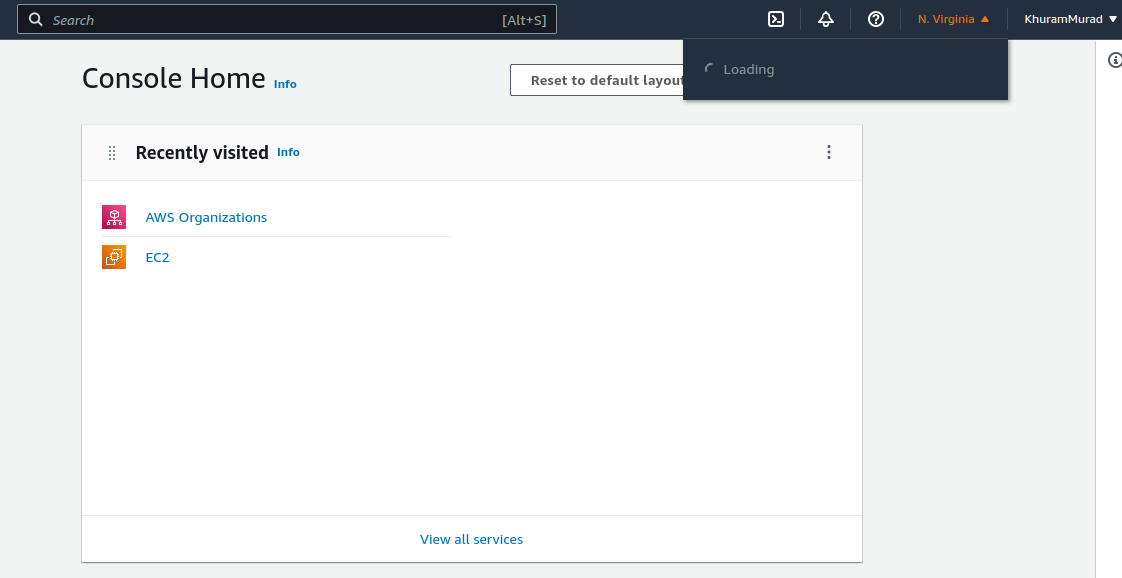 Search [Alt+S] N. Virginia KhuramMurad
Loading
Console Home Info Reset to default layout
Recently visited Info
AWS Organizations
EC2
View all services